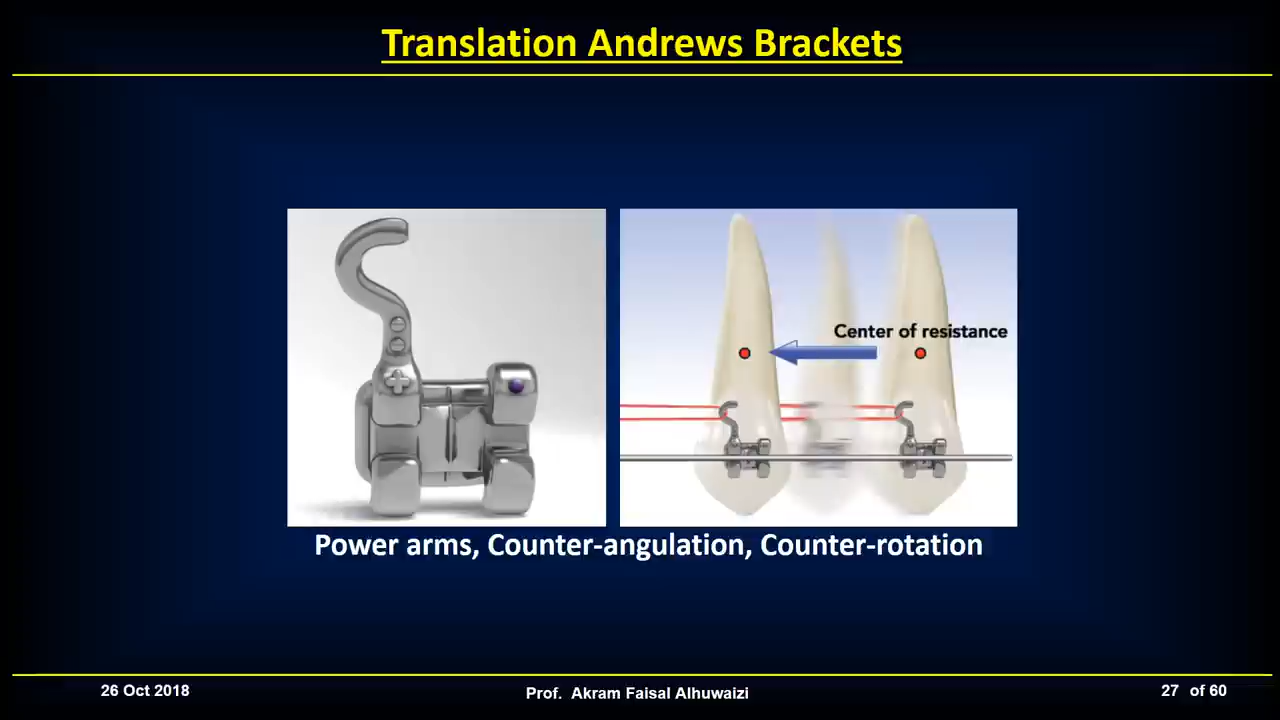 Translation Andrews Brackets
Center of resistance
Power arms, Counter-angulation, Counter-rotation
26 Oct 2018
Prof. Akram Faisal Alhuwaizi
27 of 60